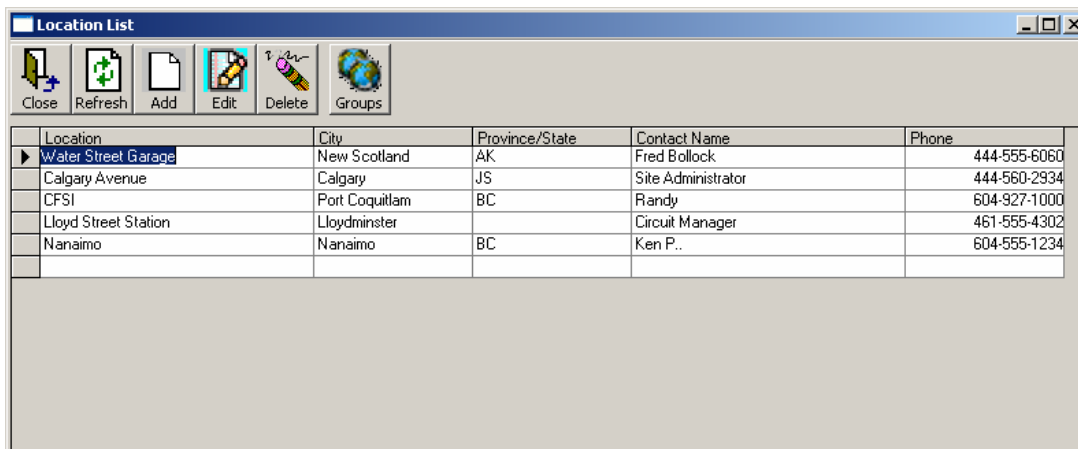 Location List
Close Refresh Add Edit Delete Groups
Location City Province/State Contact Name Phone
Water Street Garage New Scotland AK Fred Bollock 444-555-6060
Calgary Avenue Calgary JS Site Administrator 444-560-2934
CFSI Port Coquitlam BC Randy 604-927-1000
Lloyd Street Station Lloydminster Circuit Manager 461-555-4302
Nanaimo Nanaimo BC Ken P.. 604-555-1234